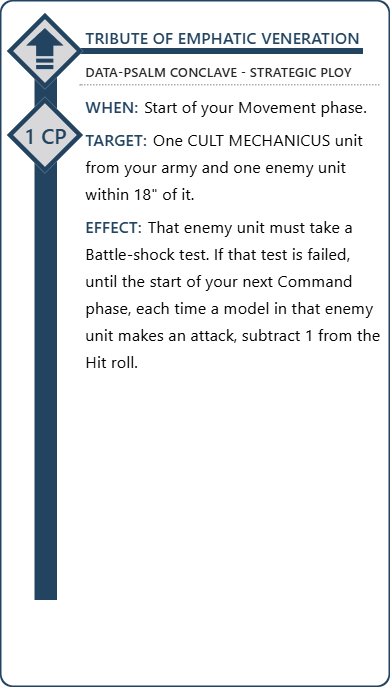 TRIBUTE OF EMPHATIC VENERATION
DATA-PSALM CONCLAVE - STRATEGIC PLOY
WHEN: Start of your Movement phase.
1 CP
TARGET: One CULT MECHANICUS unit
from your army and one enemy unit
within 18" of it.
EFFECT: That enemy unit must take a
Battle-shock test. If that test is failed,
until the start of your next Command
phase, each time a model in that enemy
unit makes an attack, subtract 1 from the
Hit roll.